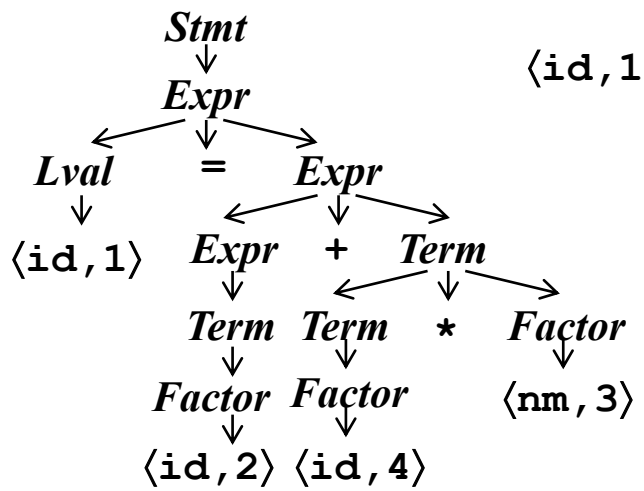 Stmt
⟨id,1
Expr
Lval = Expr
⟨id,1⟩ Expr + Term
Term Term * Factor
Factor Factor ⟨nm,3⟩
⟨id,2⟩ ⟨id,4⟩